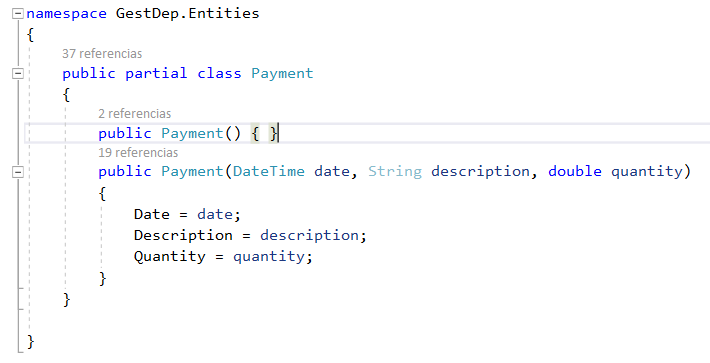 namespace GestDep.Entities
{
37 referencias
public partial class Payment
{
2 referencias
public Payment() { }
19 referencias
public Payment(DateTime date, String description, double quantity)
{
Date = date;
Description = description;
Quantity = quantity;
}
}
}